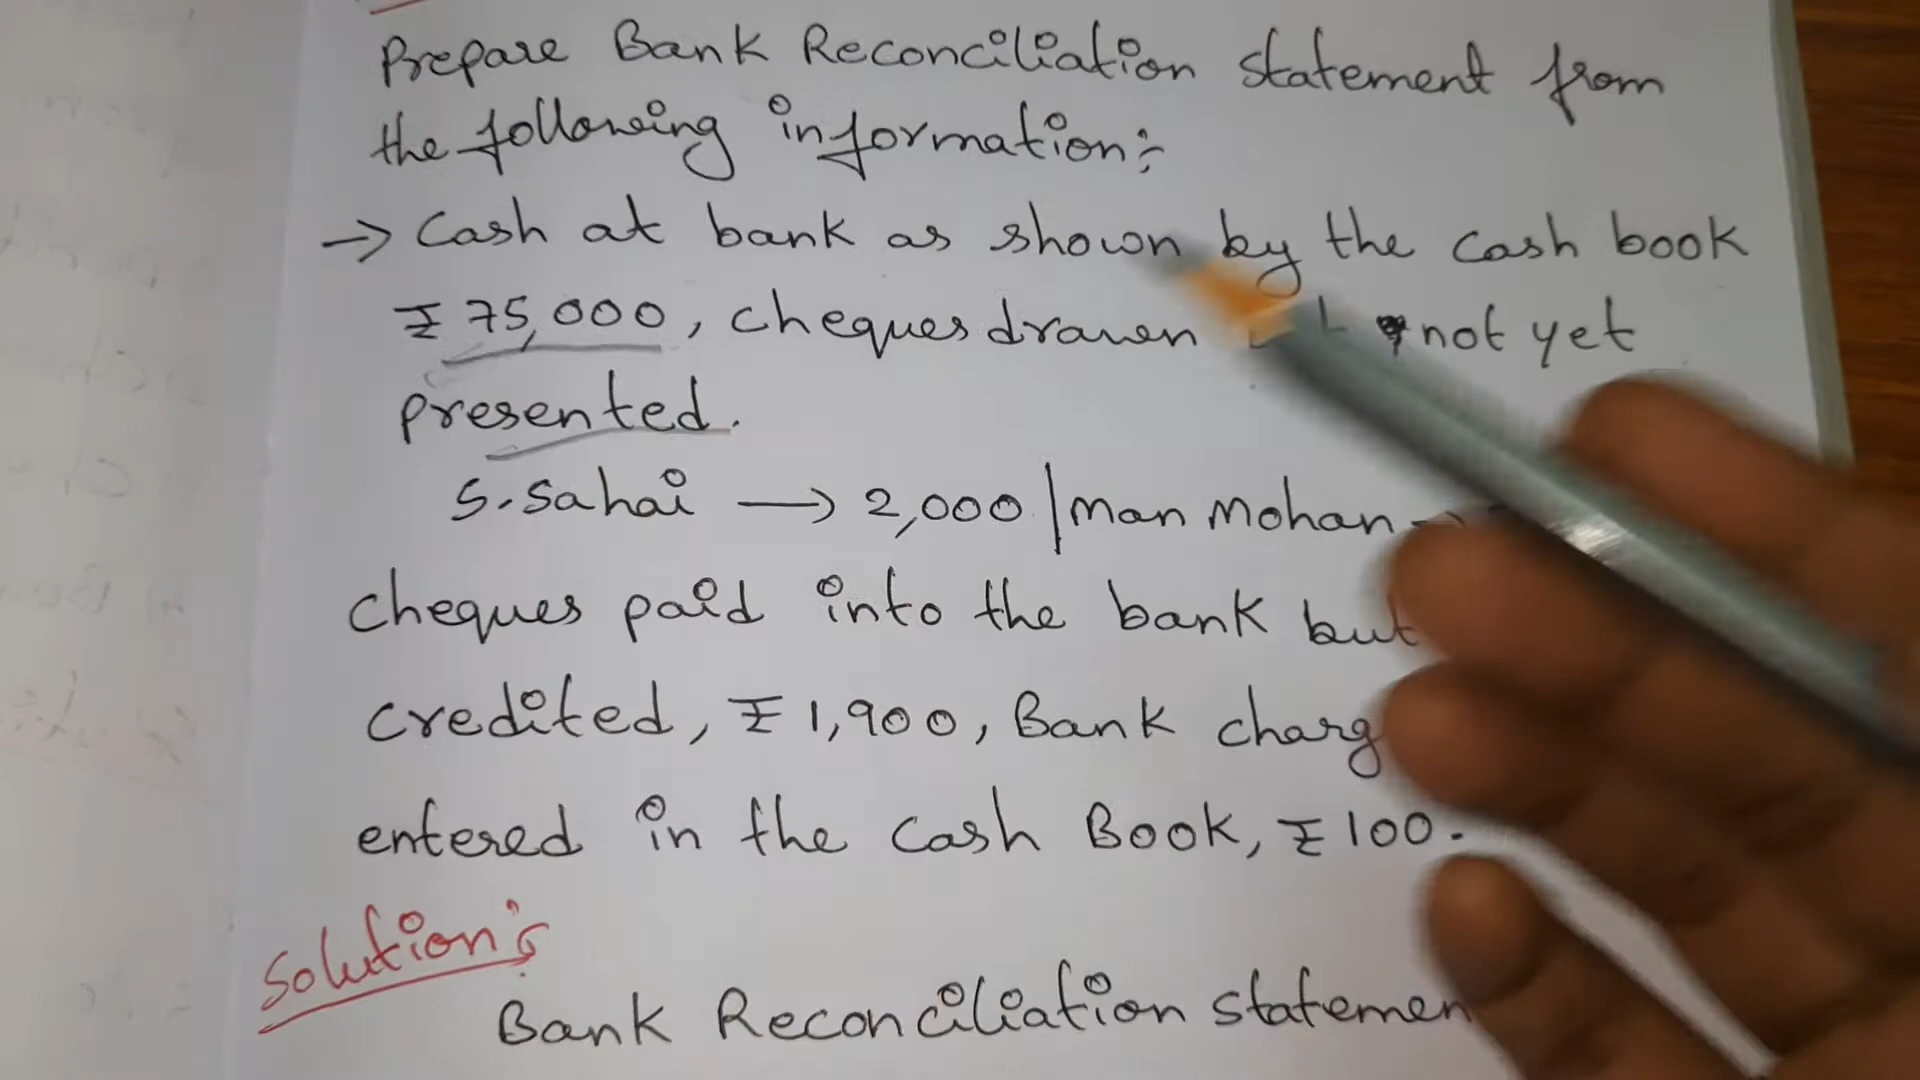 Prepare Bank Reconciliation statement from
the following information:-
→ Cash at bank as shown by the cash book
₹ 75,000, cheques drawn not yet
presented.
S. Sahai → 2,000 | Man Mohan →
cheques paid into the bank but
credited, ₹ 1,900, Bank charg
entered in the cash Book, ₹ 100.
Solution:
Bank Reconciliation statemen